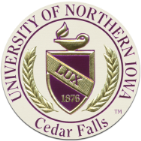 UNIVERSITY OF NORTHERN IOWA
LUX
1876
Cedar Falls
TM